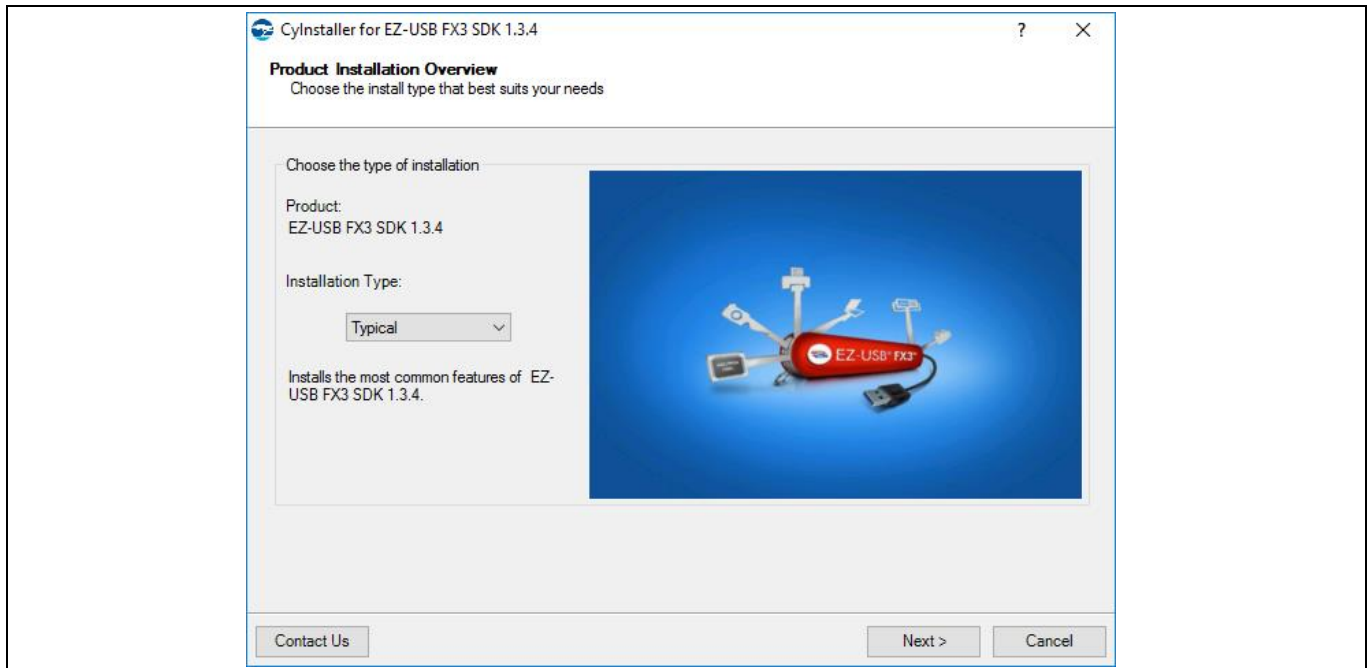 CyInstaller for EZ-USB FX3 SDK 1.3.4
?
Product Installation Overview
Choose the install type that best suits your needs
Choose the type of installation
Product:
EZ-USB FX3 SDK 1.3.4
Installation Type:
Typical
Installs the most common features of EZ-
USB FX3 SDK 1.3.4.
EZ-USB® FX3™
Contact Us
Next >
Cancel